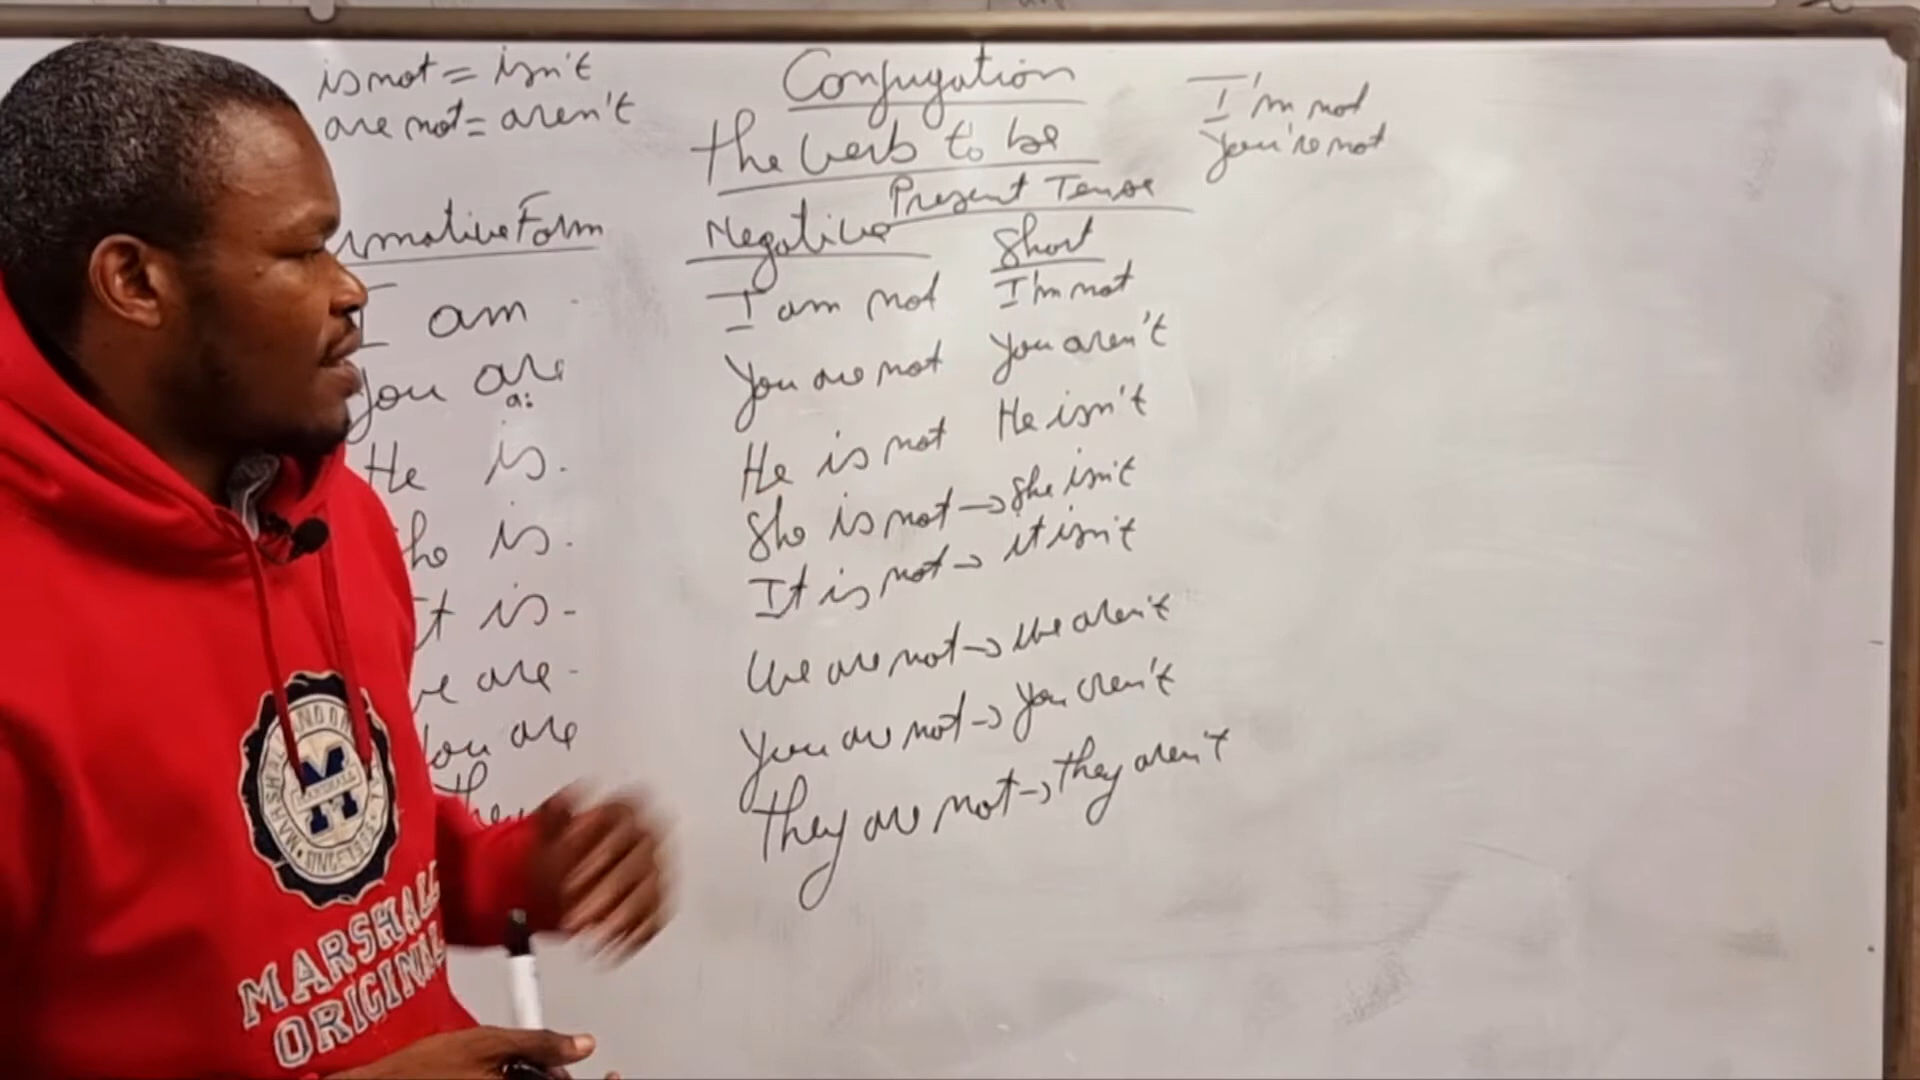 is not = isn't
are not = aren't
Conjugation
the verb to be
Present Tense
I'm not
You're not
Form
I am
You are
a:
He is.
is.
is -
are -
are
Negative
I am not
You are not
He is not
She is not →
It is not →
We are not →
You are not →
They are not →
Short
I'm not
You aren't
He isn't
She isn't
it isn't
We aren't
You aren't
they aren't
M
MARSHALL
SINCE
MARSHALL
ORIGINAL